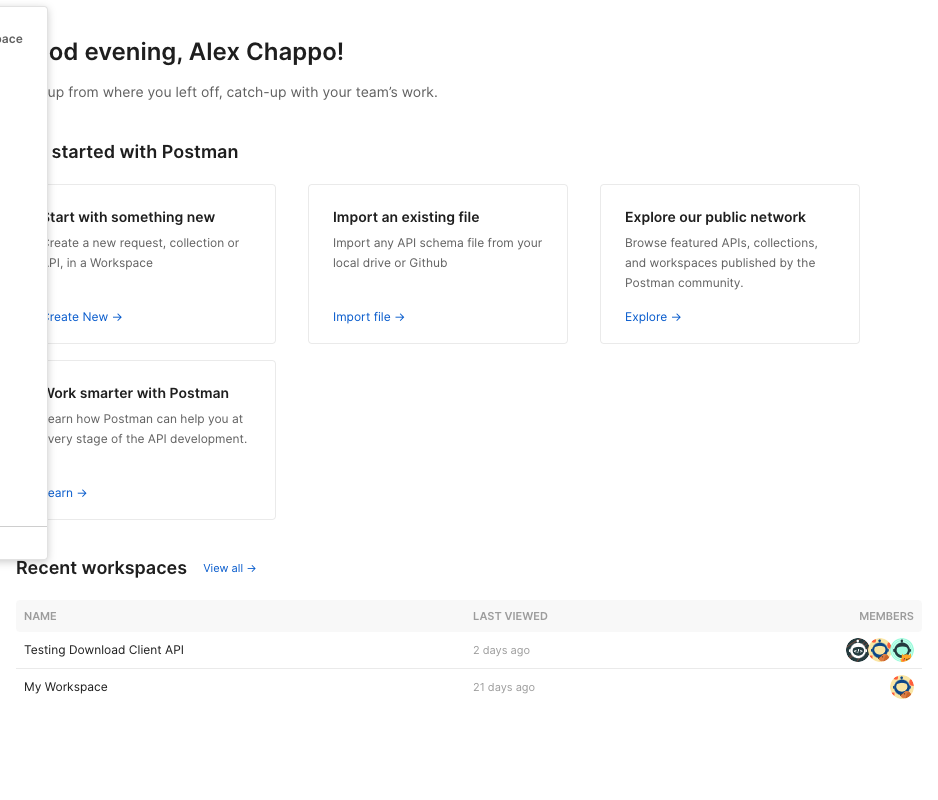 pace
od evening, Alex Chappo!
up from where you left off, catch-up with your team's work.
started with Postman
Start with something new
Create a new request, collection or
API, in a Workspace
Create New →
Import an existing file
Import any API schema file from your
local drive or Github
Import file →
Explore our public network
Browse featured APIs, collections,
and workspaces published by the
Postman community.
Explore →
Work smarter with Postman
earn how Postman can help you at
very stage of the API development.
earn →
Recent workspaces View all →
NAME LAST VIEWED MEMBERS
Testing Download Client API 2 days ago
My Workspace 21 days ago